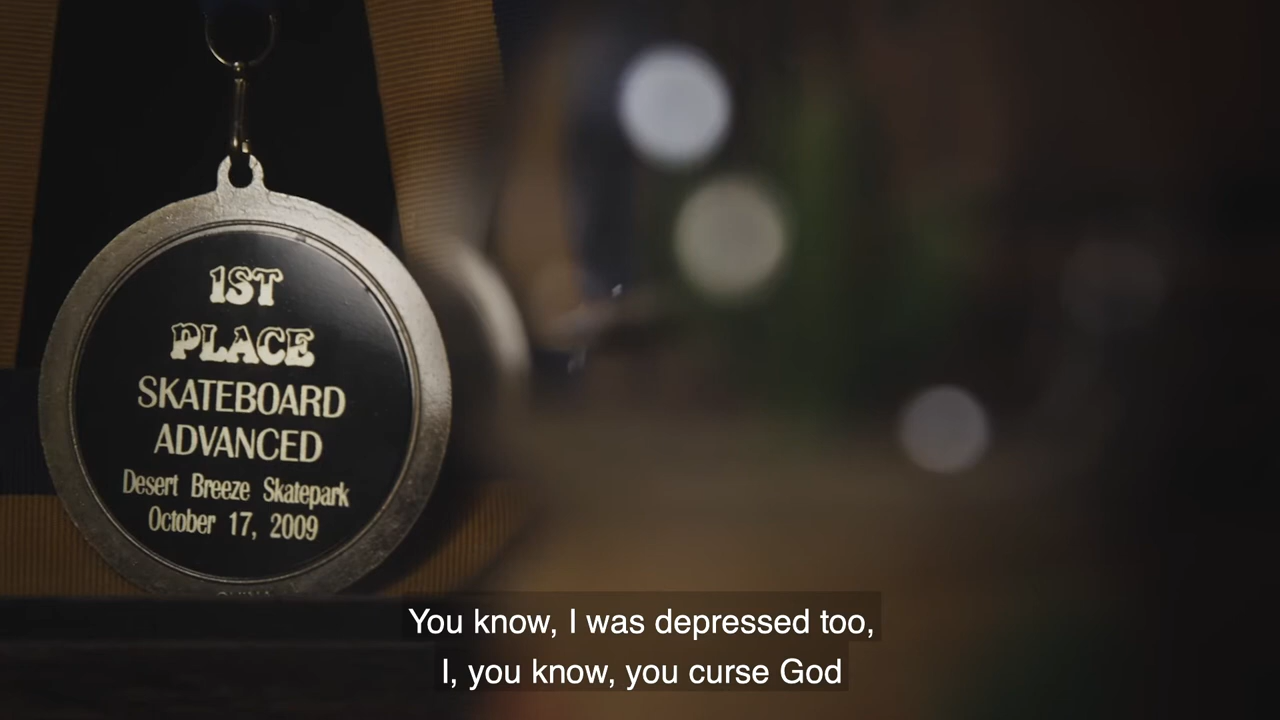 1ST
PLACE
SKATEBOARD
ADVANCED
Desert Breeze Skatepark
October 17, 2009
CHINA
You know, I was depressed too,
I, you know, you curse God